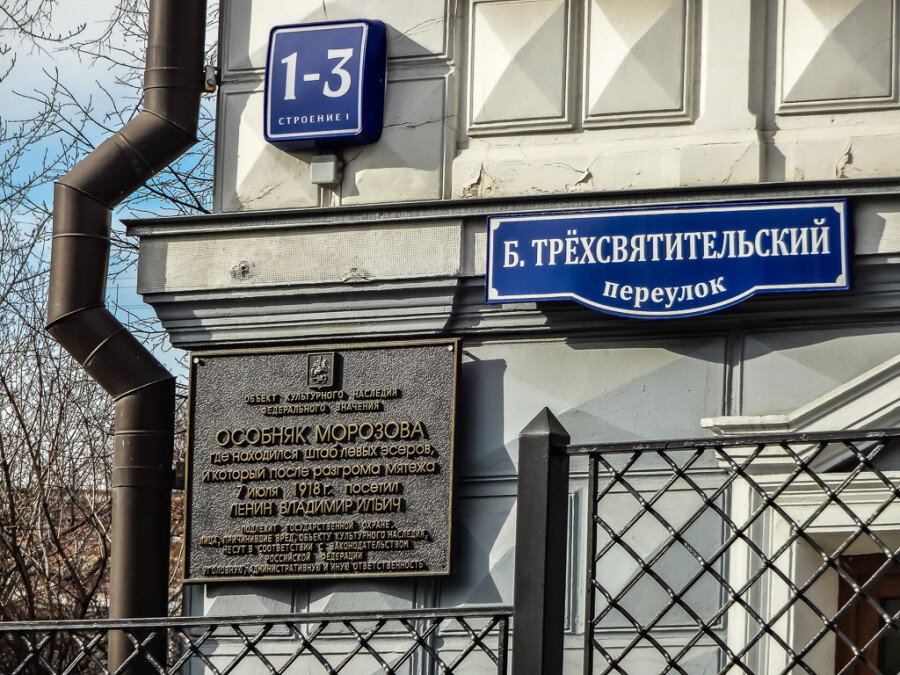 1-3
СТРОЕНИЕ 1
Б. ТРЁХСВЯТИТЕЛЬСКИЙ
переулок
ОБЪЕКТ КУЛЬТУРНОГО НАСЛЕДИЯ
ФЕДЕРАЛЬНОГО ЗНАЧЕНИЯ
ОСОБНЯК МОРОЗОВА,
где находился штаб левых эсеров,
и который после разгрома мятежа
7 июля 1918 г. посетил
ЛЕНИН ВЛАДИМИР ИЛЬИЧ
ПОДЛЕЖИТ ГОСУДАРСТВЕННОЙ ОХРАНЕ.
ЛИЦА, ПРИЧИНИВШИЕ ВРЕД ОБЪЕКТУ КУЛЬТУРНОГО НАСЛЕДИЯ,
НЕСУТ В СООТВЕТСТВИИ С ЗАКОНОДАТЕЛЬСТВОМ
РОССИЙСКОЙ ФЕДЕРАЦИИ
УГОЛОВНУЮ, АДМИНИСТРАТИВНУЮ И ИНУЮ ОТВЕТСТВЕННОСТЬ